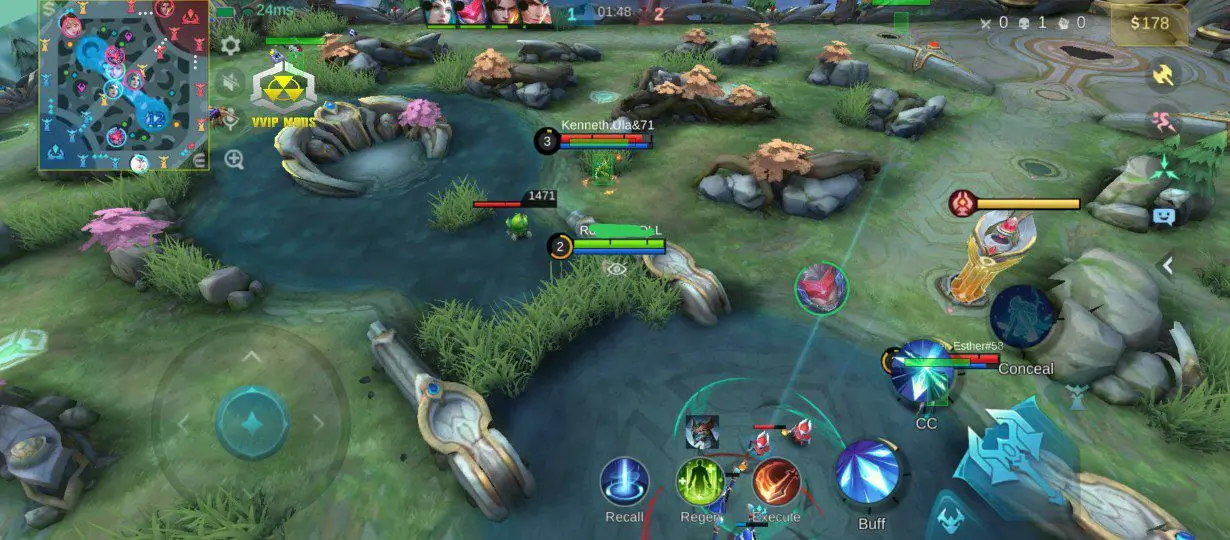 24ms
1
01:48
2
0
1
0
$178
VVIP MODS
3
Kenneth.Ula&71
1471
2
Esther#53
Conceal
CC
Recall
Regen
Execute
Buff